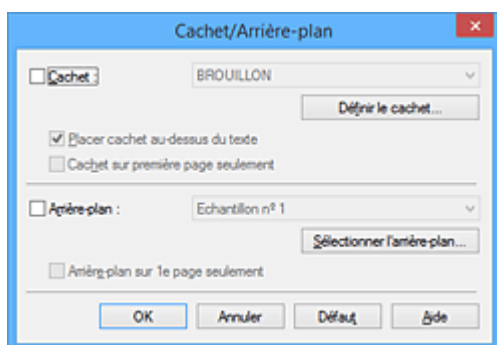 Cachet/Arrière-plan
Cachet : BROUILLON
Définir le cachet...
Placer cachet au-dessus du texte
Cachet sur première page seulement
Arrière-plan : Echantillon nº 1
Sélectionner l'arrière-plan...
Arrière-plan sur 1e page seulement
OK Annuler Défaut Aide